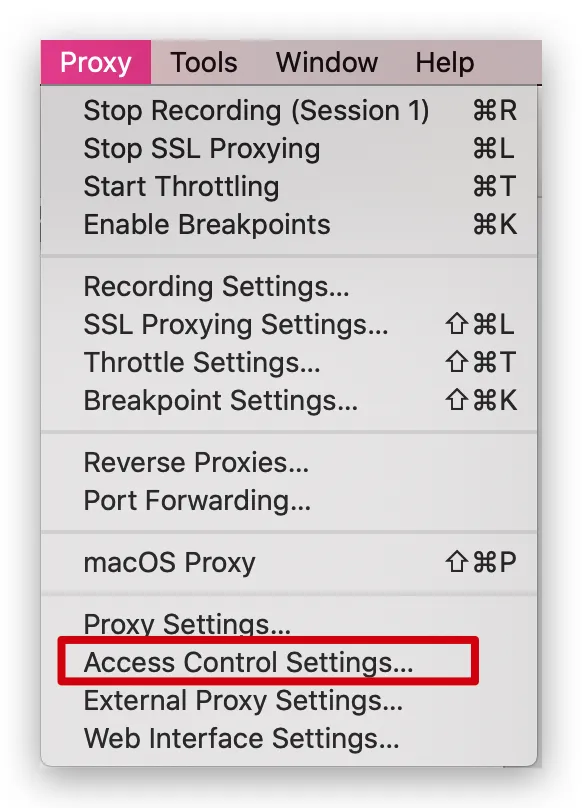 Proxy Tools Window Help
Stop Recording (Session 1) ⌘R
Stop SSL Proxying ⌘L
Start Throttling ⌘T
Enable Breakpoints ⌘K
Recording Settings...
SSL Proxying Settings... ⇧⌘L
Throttle Settings... ⇧⌘T
Breakpoint Settings... ⇧⌘K
Reverse Proxies...
Port Forwarding...
macOS Proxy ⇧⌘P
Proxy Settings...
Access Control Settings...
External Proxy Settings...
Web Interface Settings...